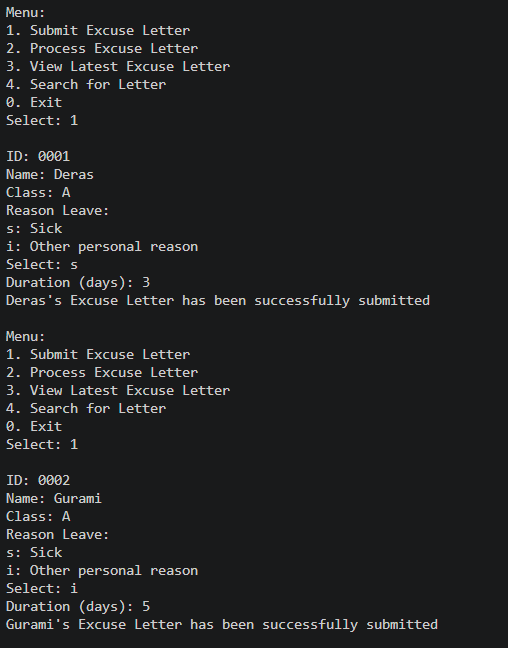 Menu:
1. Submit Excuse Letter
2. Process Excuse Letter
3. View Latest Excuse Letter
4. Search for Letter
0. Exit
Select: 1
ID: 0001
Name: Deras
Class: A
Reason Leave:
s: Sick
i: Other personal reason
Select: s
Duration (days): 3
Deras's Excuse Letter has been successfully submitted
Menu:
1. Submit Excuse Letter
2. Process Excuse Letter
3. View Latest Excuse Letter
4. Search for Letter
0. Exit
Select: 1
ID: 0002
Name: Gurami
Class: A
Reason Leave:
s: Sick
i: Other personal reason
Select: i
Duration (days): 5
Gurami's Excuse Letter has been successfully submitted